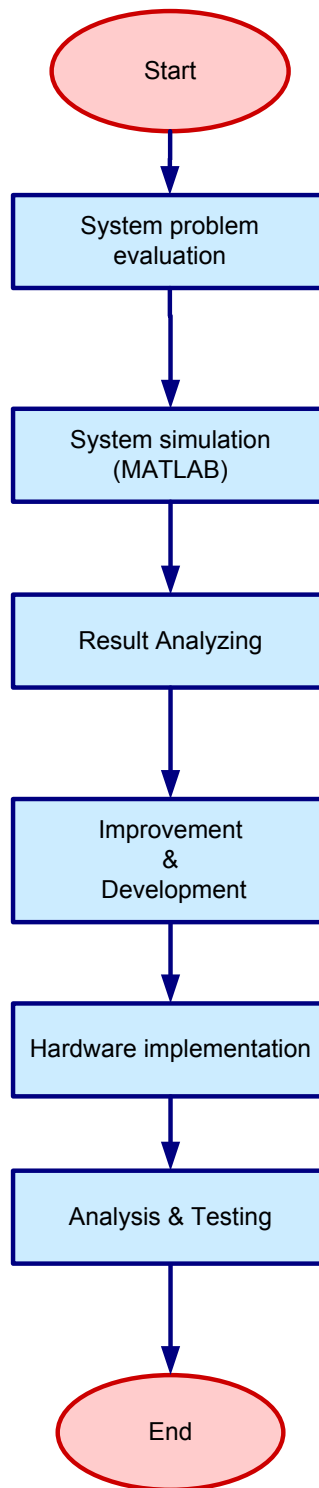 Start
System problem
evaluation
System simulation
(MATLAB)
Result Analyzing
Improvement
&
Development
Hardware implementation
Analysis & Testing
End